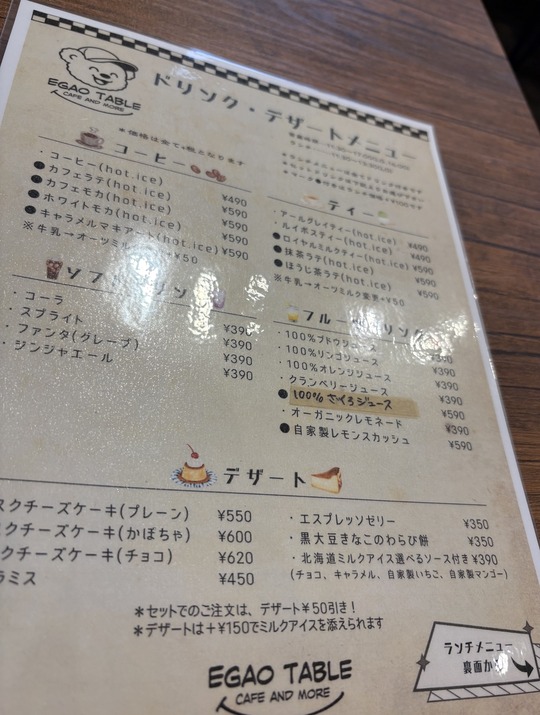 EGAO TABLE
CAFE AND MORE
ドリンク・デザートメニュー
＊価格は全て税となります
コーヒー
・コーヒー(hot.ice) ¥490
●カフェラテ(hot.ice) ¥590
●カフェモカ(hot.ice) ¥590
●ホワイトモカ(hot.ice) ¥590
●キャラメルマキアート(hot.ice) ¥590
※牛乳→オーツミ +¥50
ティー
・アールグレイティー(hot.ice) ¥490
・ルイボスティー(hot.ice) ¥490
●ロイヤルミルクティー(hot.ice) ¥590
●抹茶ラテ(hot.ice) ¥590
●ほうじ茶ラテ(hot.ice) ¥590
※牛乳→オーツミルク変更+¥50
ソフトドリンク
・コーラ ¥390
・スプライト ¥390
・ファンタ(グレープ) ¥390
・ジンジャエール ¥390
フルーツドリンク
・100%ブドウジュース ¥390
・100%リンゴジュース ¥390
・100%オレンジジュース ¥390
・クランベリージュース ¥390
●100%ざくろジュース ¥590
・オーガニックレモネード ¥390
●自家製レモンスカッシュ ¥590
デザート
スクチーズケーキ(プレーン) ¥550
スクチーズケーキ(かぼちゃ) ¥600
クチーズケーキ(チョコ) ¥620
ラミス ¥450
・エスプレッソゼリー ¥350
・黒大豆きなこのわらび餅 ¥350
・北海道ミルクアイス選べるソース付き ¥390
(チョコ、キャラメル、自家製いちご、自家製マンゴー)
＊セットでのご注文は、デザート¥50引き！
＊デザートは＋¥150でミルクアイスを添えられます
ランチメニュー
裏面か
EGAO TABLE
CAFE AND MORE